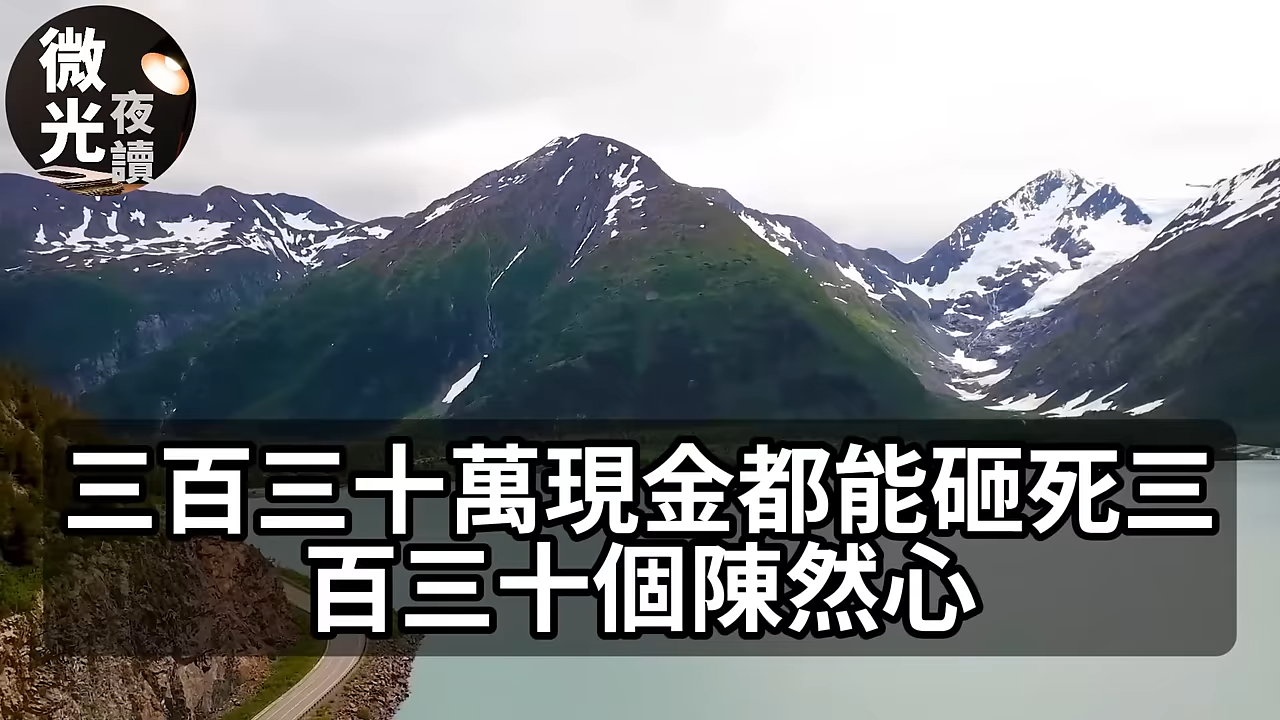 微光
夜讀
三百三十萬現金都能砸死三
百三十個陳然心